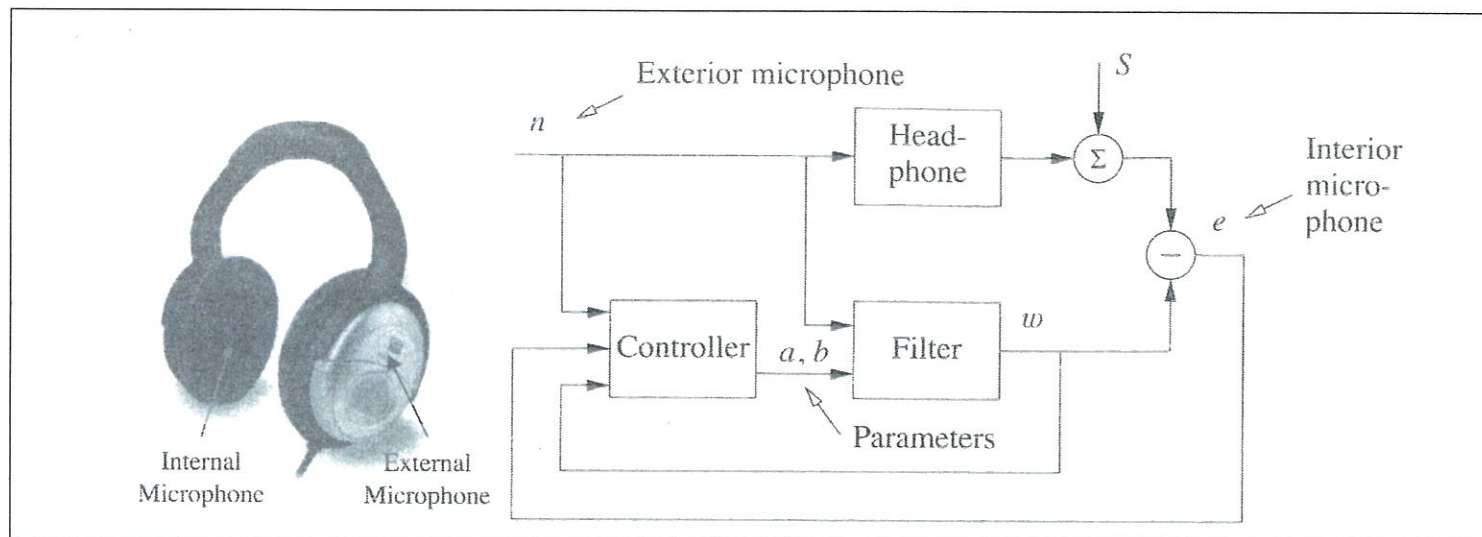 Exterior microphone
S
n
Head-
phone
Σ
Interior
micro-
phone
e
−
Controller
a, b
Filter
w
Parameters
Internal
Microphone
External
Microphone